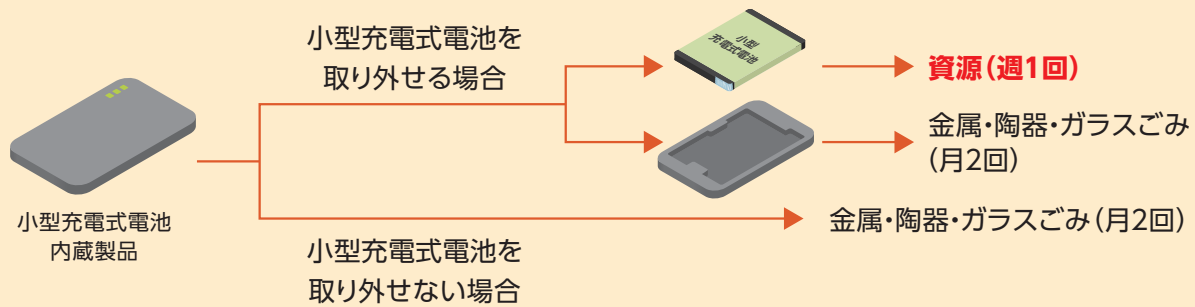 小型充電式電池を
取り外せる場合
小型
充電式電池
資源(週1回)
金属・陶器・ガラスごみ
(月2回)
小型充電式電池
内蔵製品
金属・陶器・ガラスごみ(月2回)
小型充電式電池を
取り外せない場合